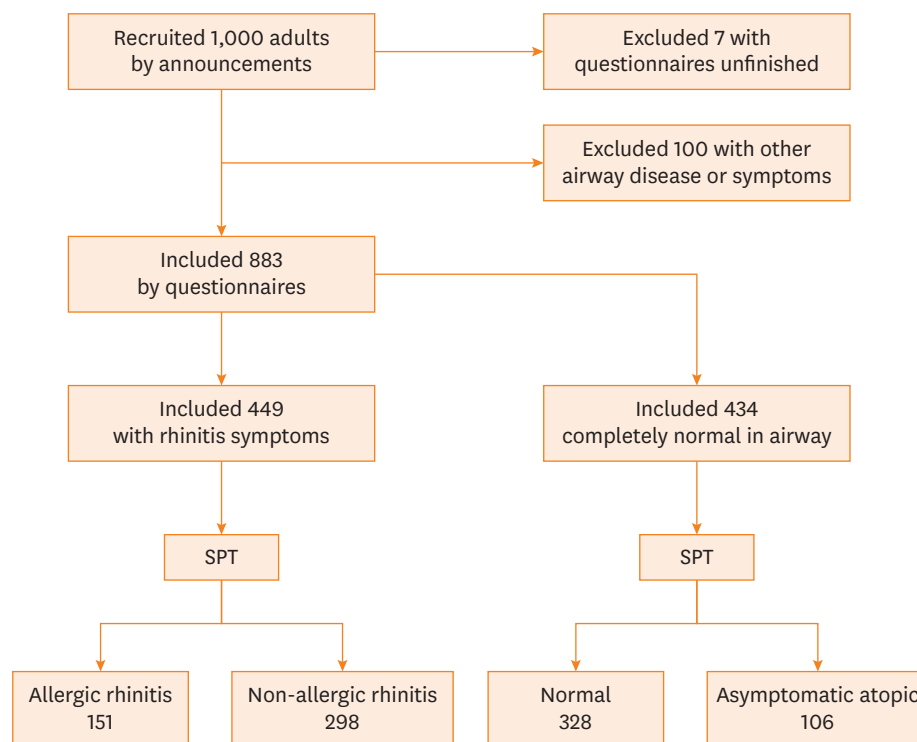 Recruited 1,000 adults
by announcements
Excluded 7 with
questionnaires unfinished
Excluded 100 with other
airway disease or symptoms
Included 883
by questionnaires
Included 449
with rhinitis symptoms
Included 434
completely normal in airway
SPT
SPT
Allergic rhinitis
151
Non-allergic rhinitis
298
Normal
328
Asymptomatic atopic
106